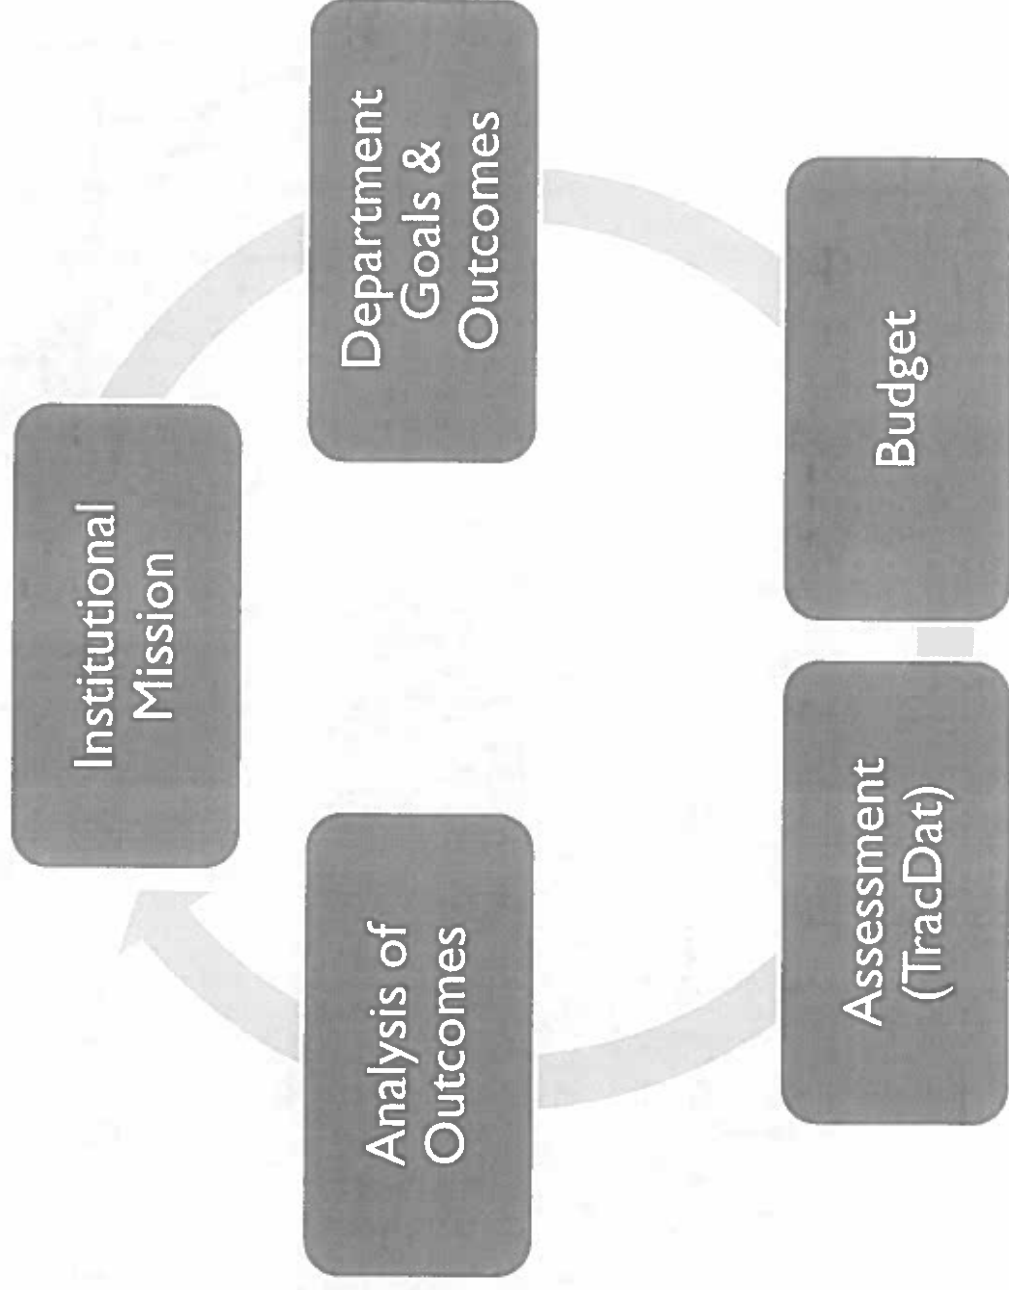 Institutional
Mission
Department
Goals &
Outcomes
Budget
Assessment
(TracDat)
Analysis of
Outcomes